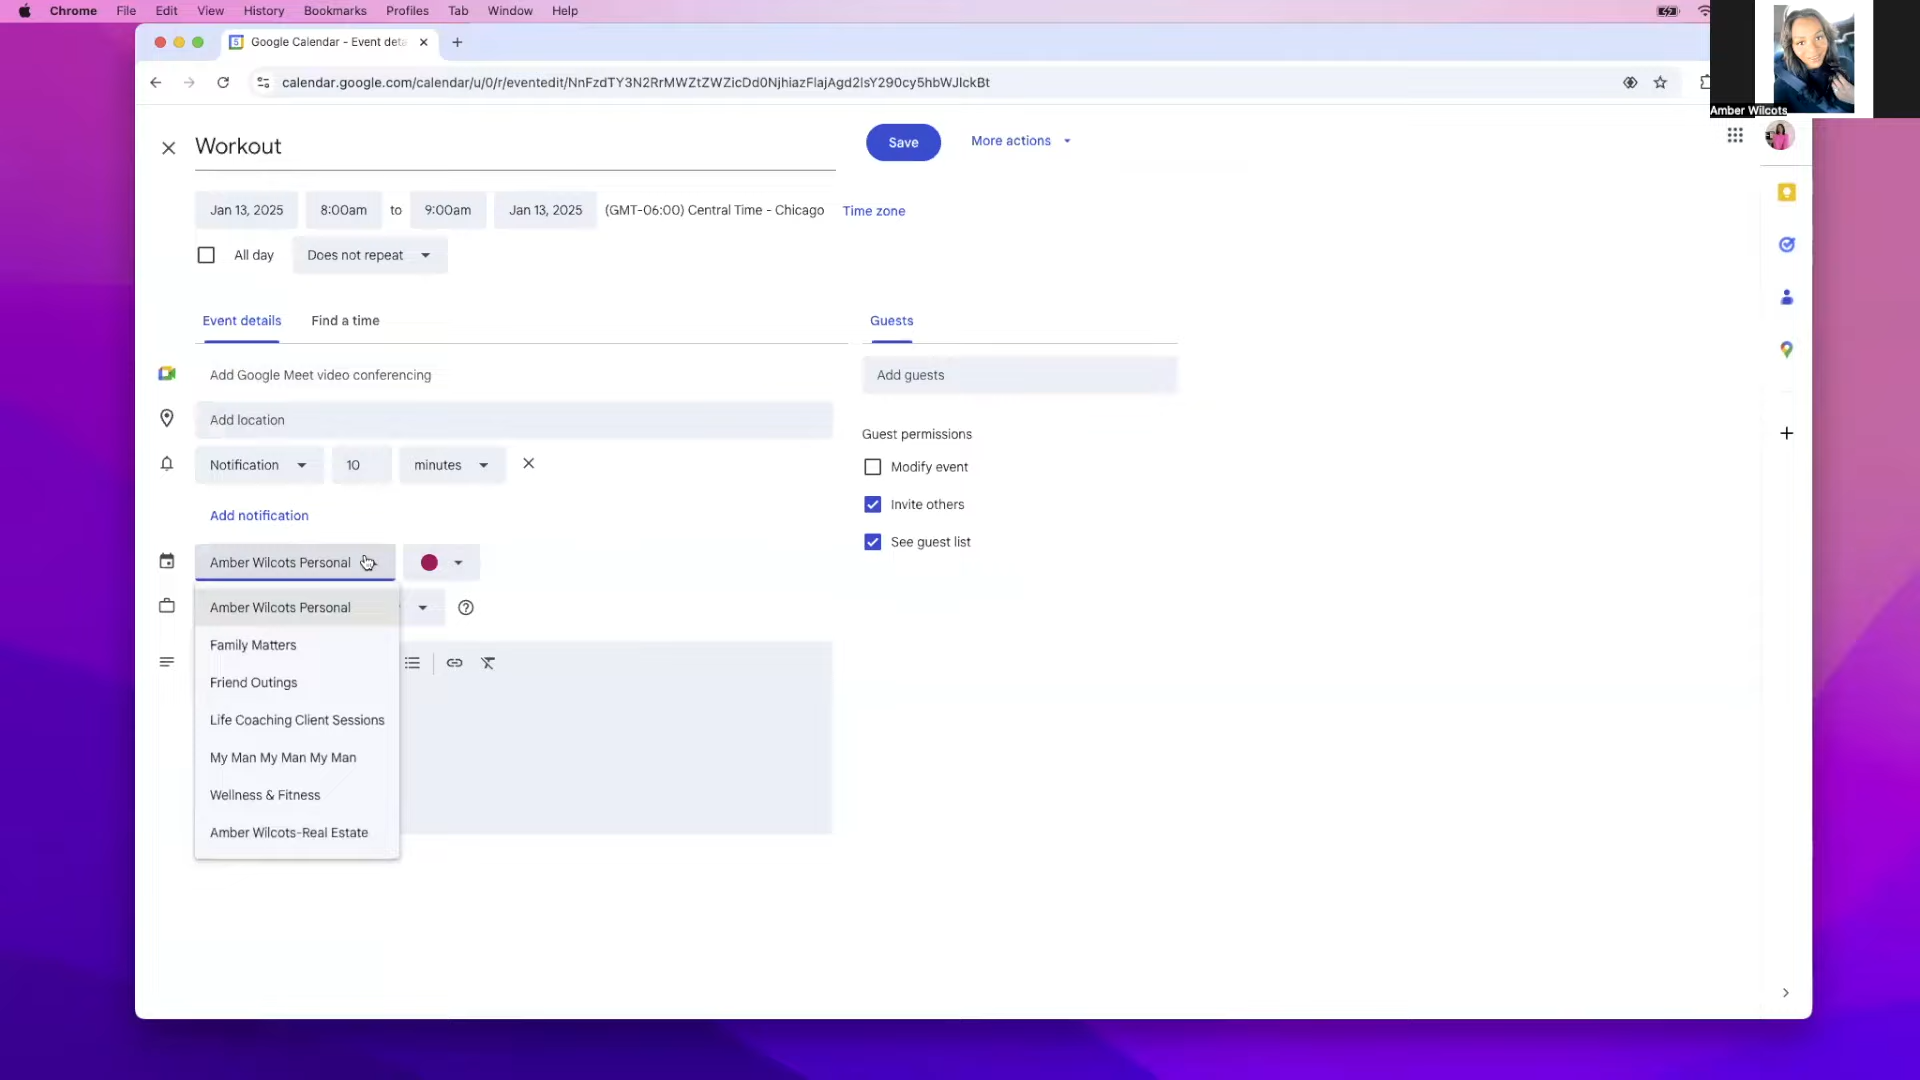 Chrome File Edit View History Bookmarks Profiles Tab Window Help
Google Calendar - Event deta
calendar.google.com/calendar/u/0/r/eventedit/NnFzdTY3N2RrMWZtZWZicDd0NjhiazFlajAgd2lsY290cy5hbWJlckBt
Amber Wilcots
Workout
Save
More actions
Jan 13, 2025 8:00am to 9:00am Jan 13, 2025 (GMT-06:00) Central Time - Chicago Time zone
All day Does not repeat
Event details Find a time
Guests
Add Google Meet video conferencing
Add guests
Add location
Guest permissions
Notification 10 minutes
Modify event
Invite others
Add notification
See guest list
Amber Wilcots Personal
Amber Wilcots Personal
Family Matters
Friend Outings
Life Coaching Client Sessions
My Man My Man My Man
Wellness & Fitness
Amber Wilcots-Real Estate